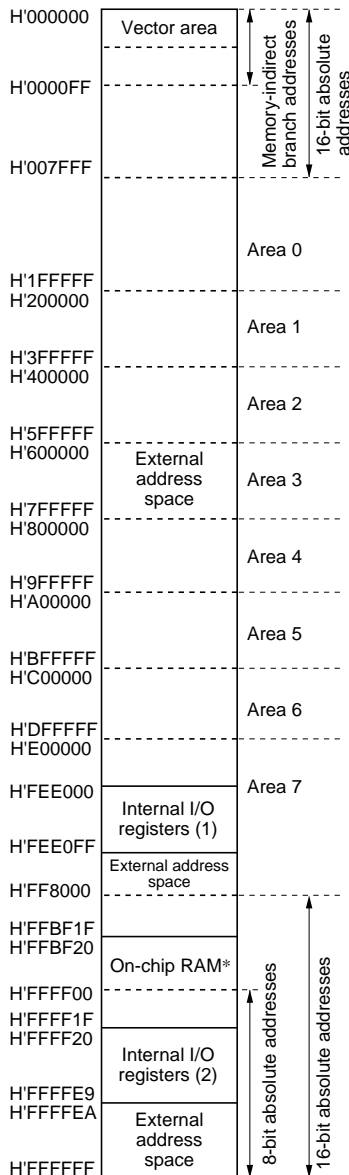 H'000000
Vector area
H'0000FF
Memory-indirect
branch addresses
16-bit absolute
addresses
H'007FFF
Area 0
H'1FFFFF
H'200000
Area 1
H'3FFFFF
H'400000
Area 2
H'5FFFFF
H'600000
External
address
space
Area 3
H'7FFFFF
H'800000
Area 4
H'9FFFFF
H'A00000
Area 5
H'BFFFFF
H'C00000
Area 6
H'DFFFFF
H'E00000
Area 7
H'FEE000
Internal I/O
registers (1)
H'FEE0FF
External address
space
H'FF8000
H'FFBF1F
H'FFBF20
On-chip RAM*
H'FFFF00
H'FFFF1F
H'FFFF20
Internal I/O
registers (2)
H'FFFFE9
H'FFFFEA
External
address
space
H'FFFFFF
8-bit absolute addresses
16-bit absolute addresses